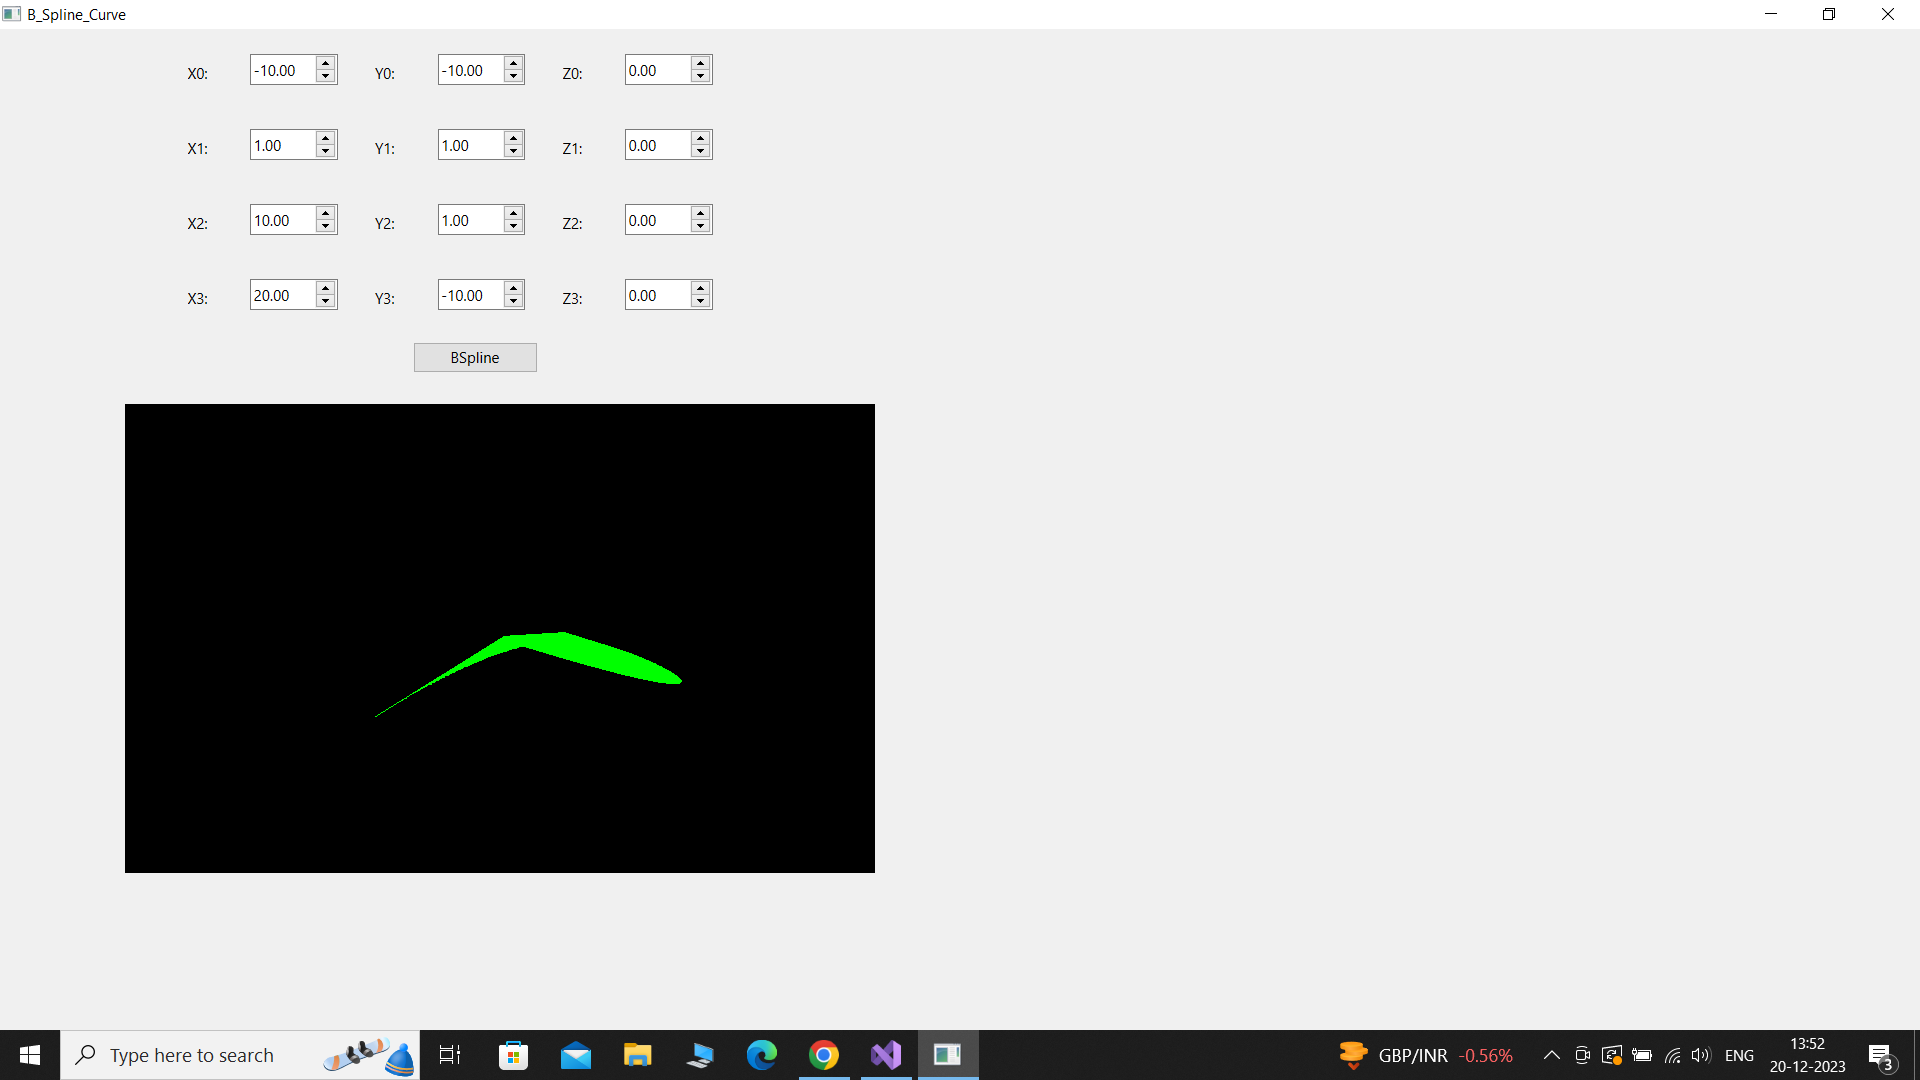 B_Spline_Curve
X0: -10.00 Y0: -10.00 Z0: 0.00
X1: 1.00 Y1: 1.00 Z1: 0.00
X2: 10.00 Y2: 1.00 Z2: 0.00
X3: 20.00 Y3: -10.00 Z3: 0.00
BSpline
Type here to search
GBP/INR -0.56%
ENG
13:52
20-12-2023
3